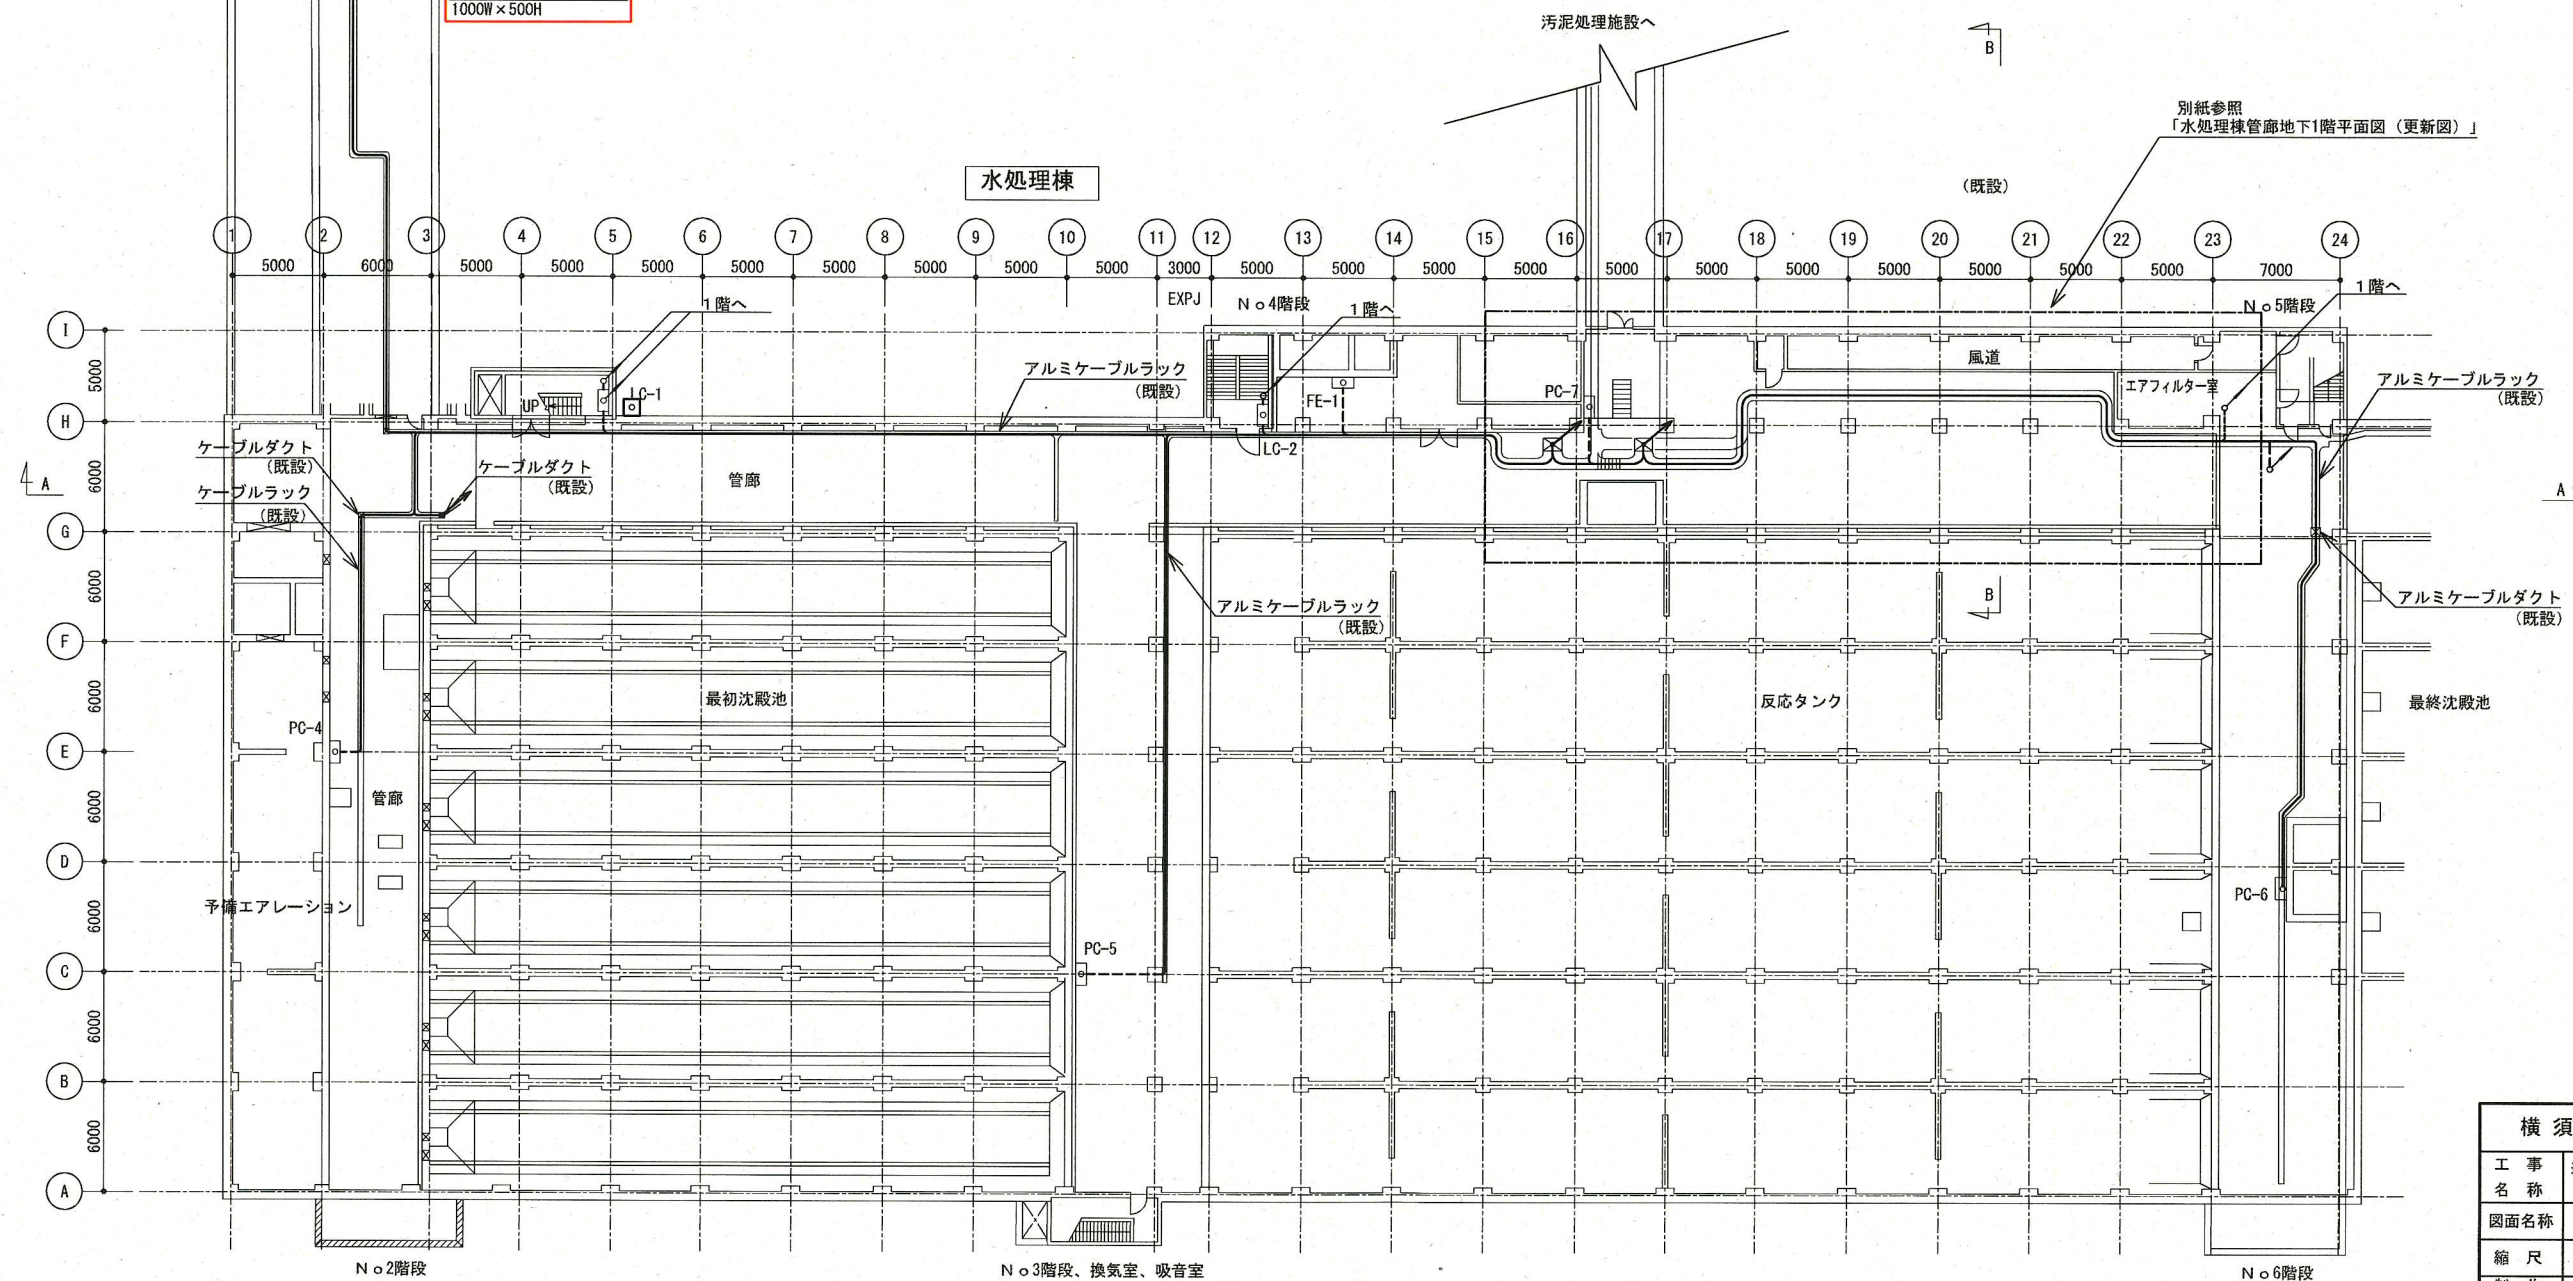 1000W×500H
汚泥処理施設へ
B
別紙参照
「水処理棟管廊地下1階平面図（更新図）」
水処理棟
（既設）
1
2
3
4
5
6
7
8
9
10
11
12
13
14
15
16
17
18
19
20
21
22
23
24
5000
6000
5000
5000
5000
5000
5000
5000
5000
5000
3000
5000
5000
5000
5000
5000
5000
5000
5000
5000
5000
5000
7000
EXPJ
No4階段
1階へ
1階へ
No5階段
1階へ
I
5000
アルミケーブルラック
（既設）
風道
エアフィルター室
アルミケーブルラック
（既設）
UP
LC-1
FE-1
PC-7
H
ケーブルダクト
（既設）
ケーブルダクト
（既設）
LC-2
A
6000
管廊
A
ケーブルラック
（既設）
G
6000
アルミケーブルラック
（既設）
B
アルミケーブルダクト
（既設）
F
6000
最初沈殿池
反応タンク
最終沈殿池
PC-4
E
6000
管廊
D
6000
予備エアレーション
PC-6
PC-5
C
6000
B
6000
A
横 須
工 事
名 称
図面名称
縮 尺
No2階段
No3階段、換気室、吸音室
No6階段